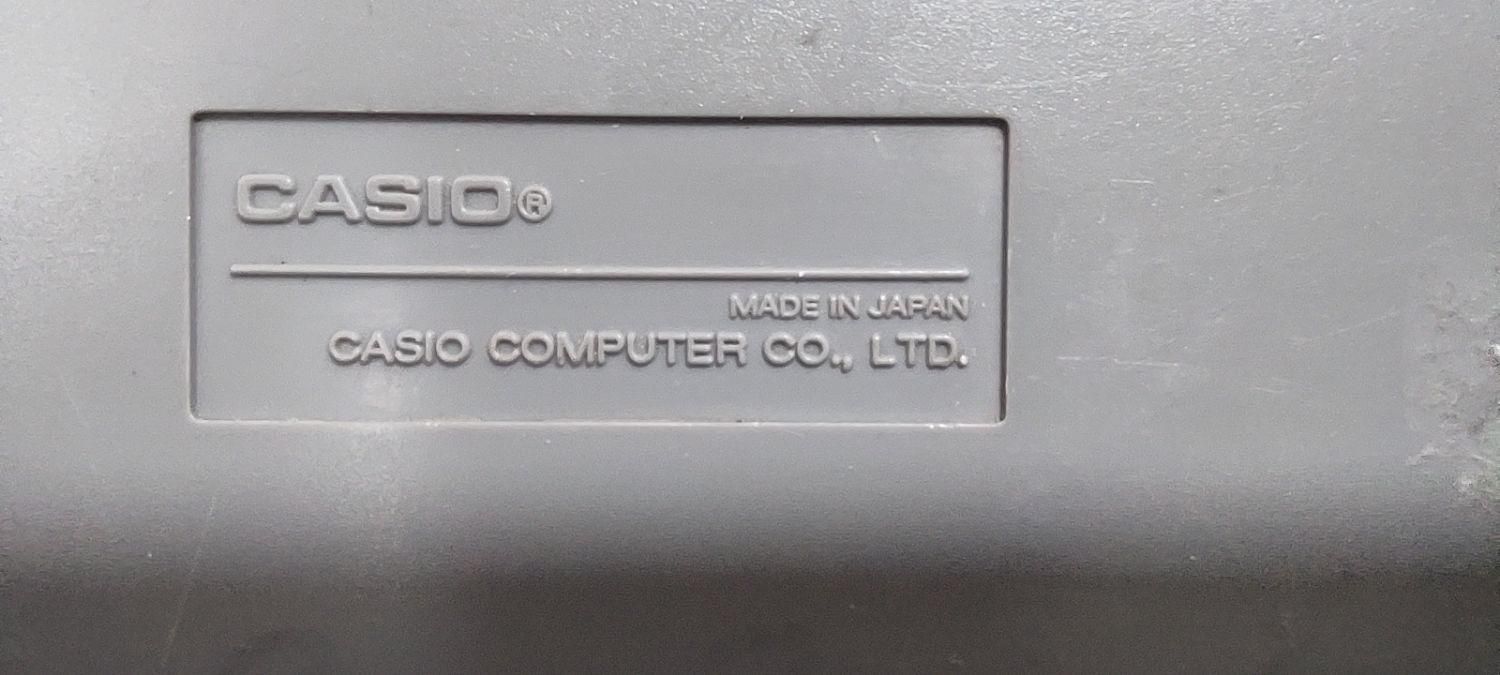 CASIO®
MADE IN JAPAN
CASIO COMPUTER CO., LTD.